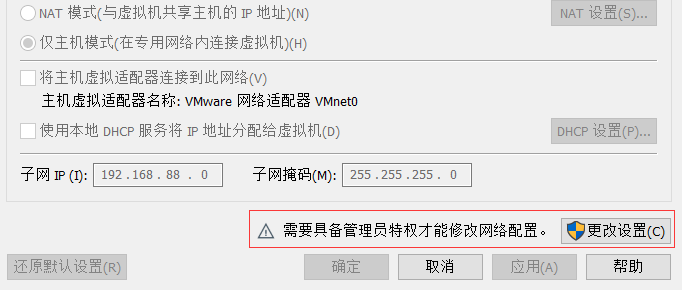 NAT 模式(与虚拟机共享主机的 IP 地址)(N)
NAT 设置(S)...
仅主机模式(在专用网络内连接虚拟机)(H)
将主机虚拟适配器连接到此网络(V)
主机虚拟适配器名称: VMware 网络适配器 VMnet0
使用本地 DHCP 服务将 IP 地址分配给虚拟机(D)
DHCP 设置(P)...
子网 IP (I): 192 . 168 . 88 . 0 子网掩码(M): 255 . 255 . 255 . 0
需要具备管理员特权才能修改网络配置。 更改设置(C)
还原默认设置(R) 确定 取消 应用(A) 帮助